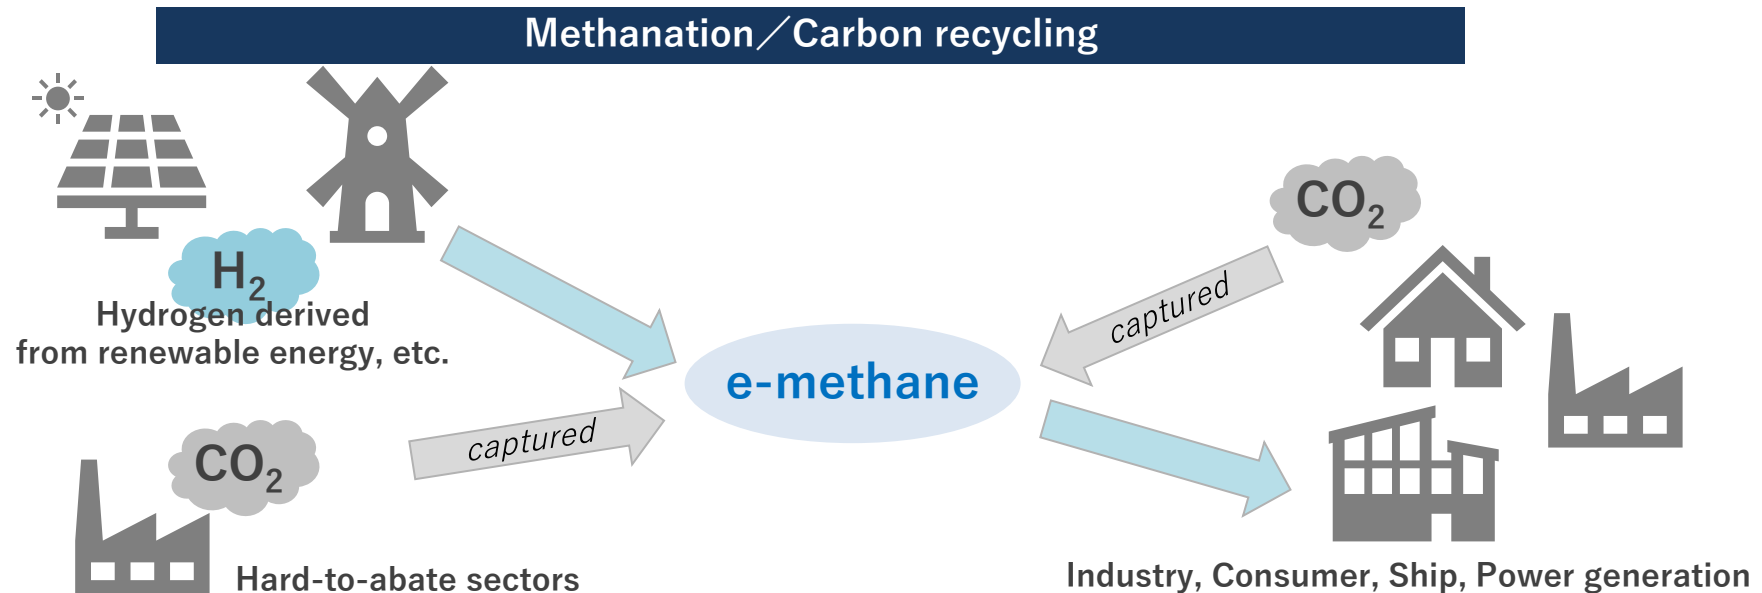 Methanation／Carbon recycling
H₂
Hydrogen derived
from renewable energy, etc.
CO₂
captured
Hard-to-abate sectors
e-methane
CO₂
captured
Industry, Consumer, Ship, Power generation